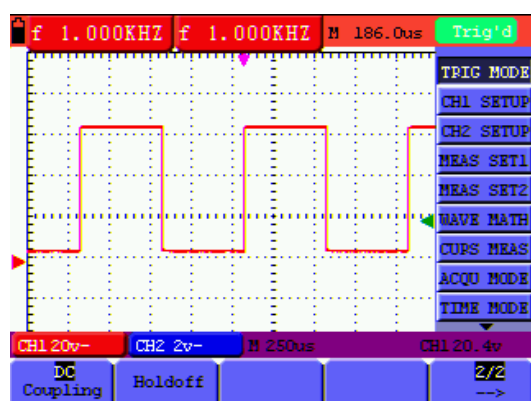 f 1.000KHZ f 1.000KHZ M 186.0us Trig'd
TRIG MODE
CH1 SETUP
CH2 SETUP
MEAS SET1
MEAS SET2
WAVE MATH
CURS MEAS
ACQU MODE
TIME MODE
CH1 20v- CH2 2v- M 250us CH1 20.4v
DC Coupling Holdoff 2/2 -->